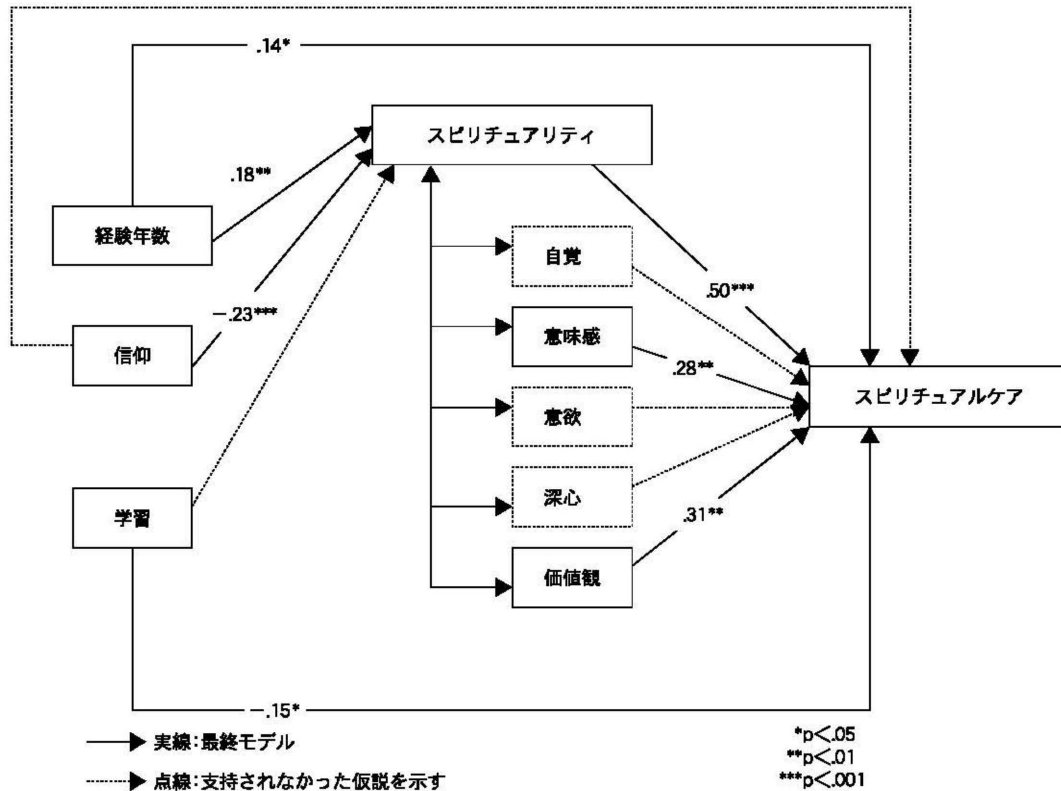 .14*
スピリチュアリティ
.18**
経験年数
自覚
.50***
−.23***
意味感
信仰
.28**
スピリチュアルケア
意欲
深心
学習
.31**
価値観
−.15*
実線:最終モデル
点線:支持されなかった仮説を示す
*p<.05
**p<.01
***p<.001